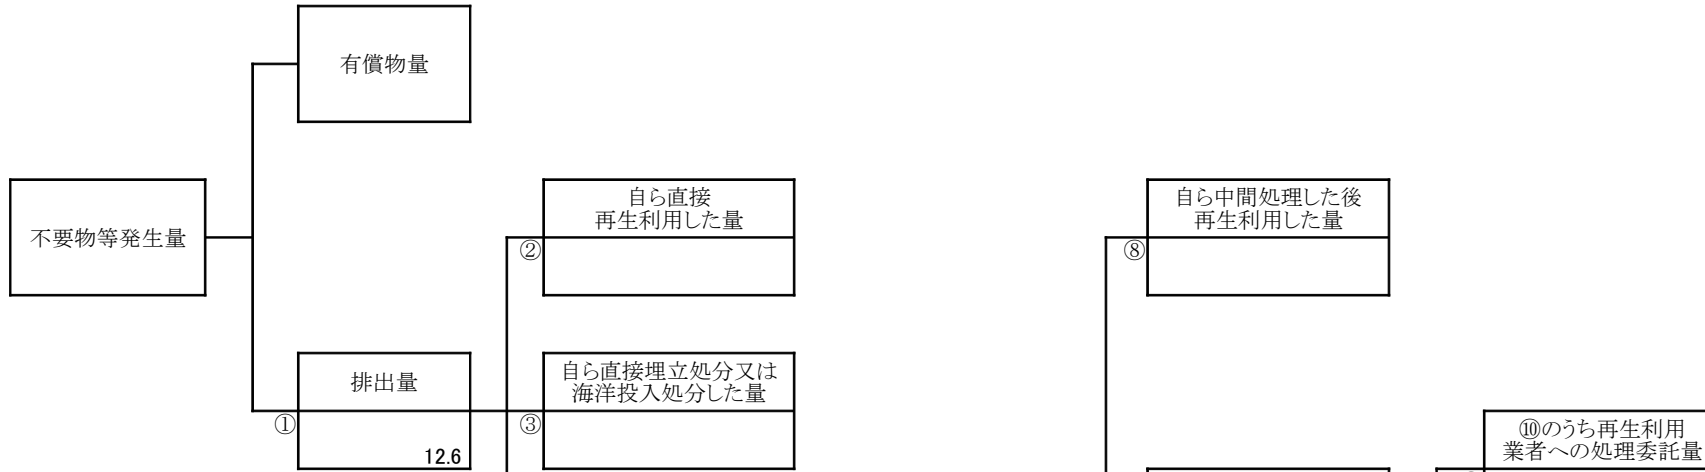 有償物量
不要物等発生量
自ら直接
再生利用した量
②
自ら中間処理した後
再生利用した量
⑧
排出量
①
12.6
自ら直接埋立処分又は
海洋投入処分した量
③
⑩のうち再生利用
業者への処理委託量